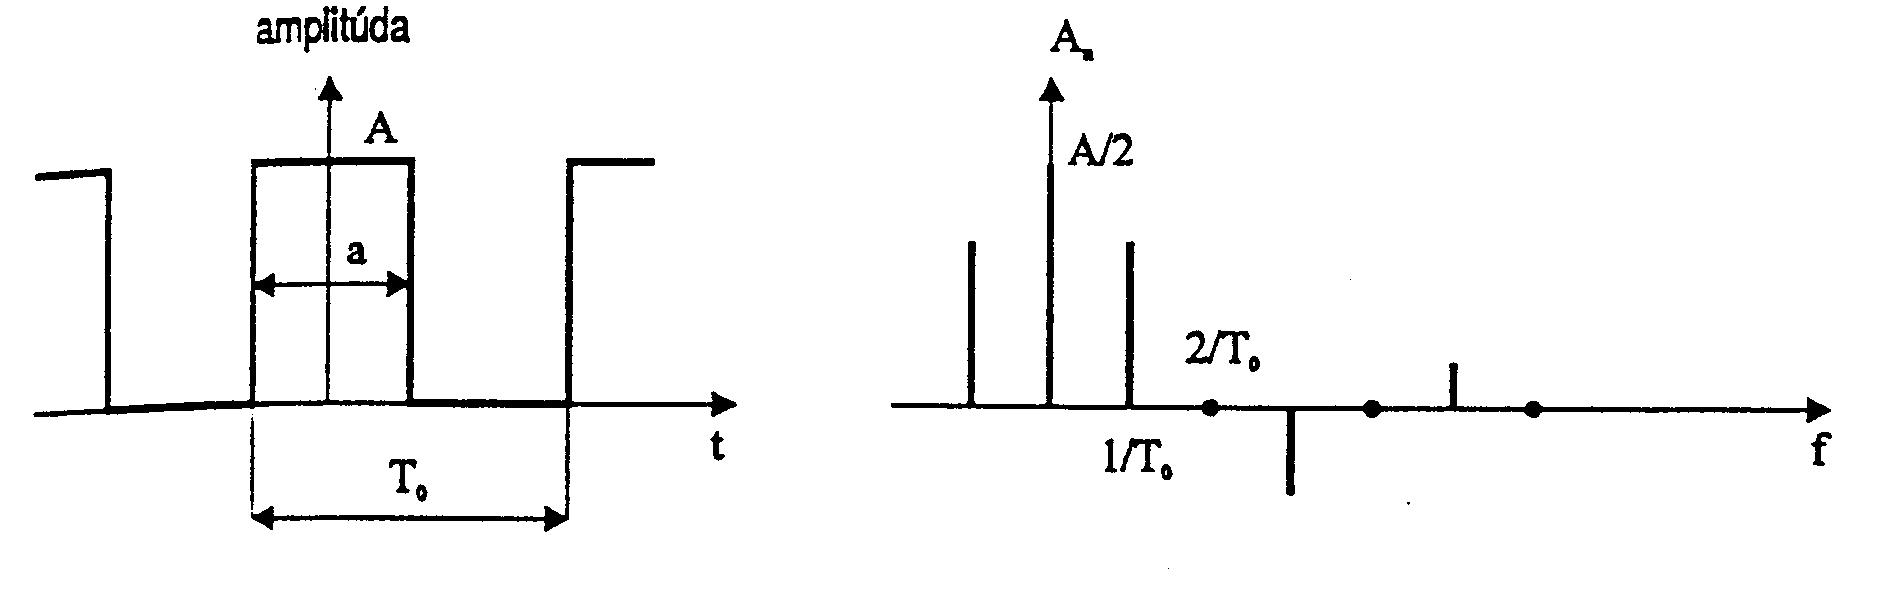 amplitúda
A
a
t
T₀
Aₙ
A/2
2/T₀
1/T₀
f